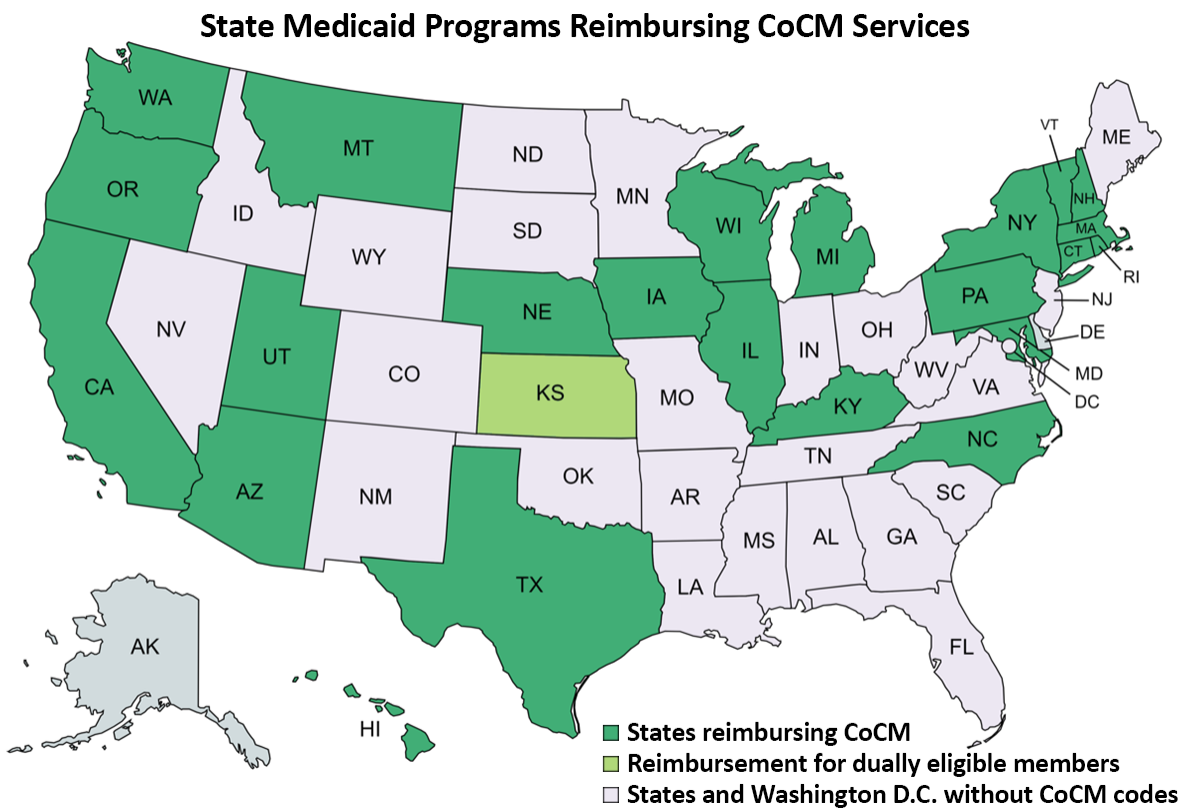 State Medicaid Programs Reimbursing CoCM Services
WA
MT
ND
MN
VT
ME
OR
ID
SD
WI
NY
NH
MA
CT
RI
WY
MI
NE
IA
PA
NJ
NV
UT
CO
IL
IN
OH
DE
MD
DC
CA
KS
MO
WV
VA
KY
NC
AZ
NM
OK
TN
AR
SC
MS
AL
GA
TX
LA
AK
FL
HI
States reimbursing CoCM
Reimbursement for dually eligible members
States and Washington D.C. without CoCM codes